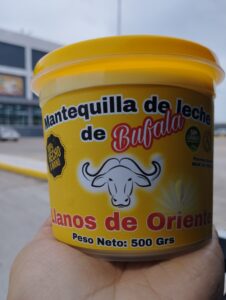 Mantequilla de leche
de Bufala
Llanos de Oriente
Peso Neto: 500 Grs